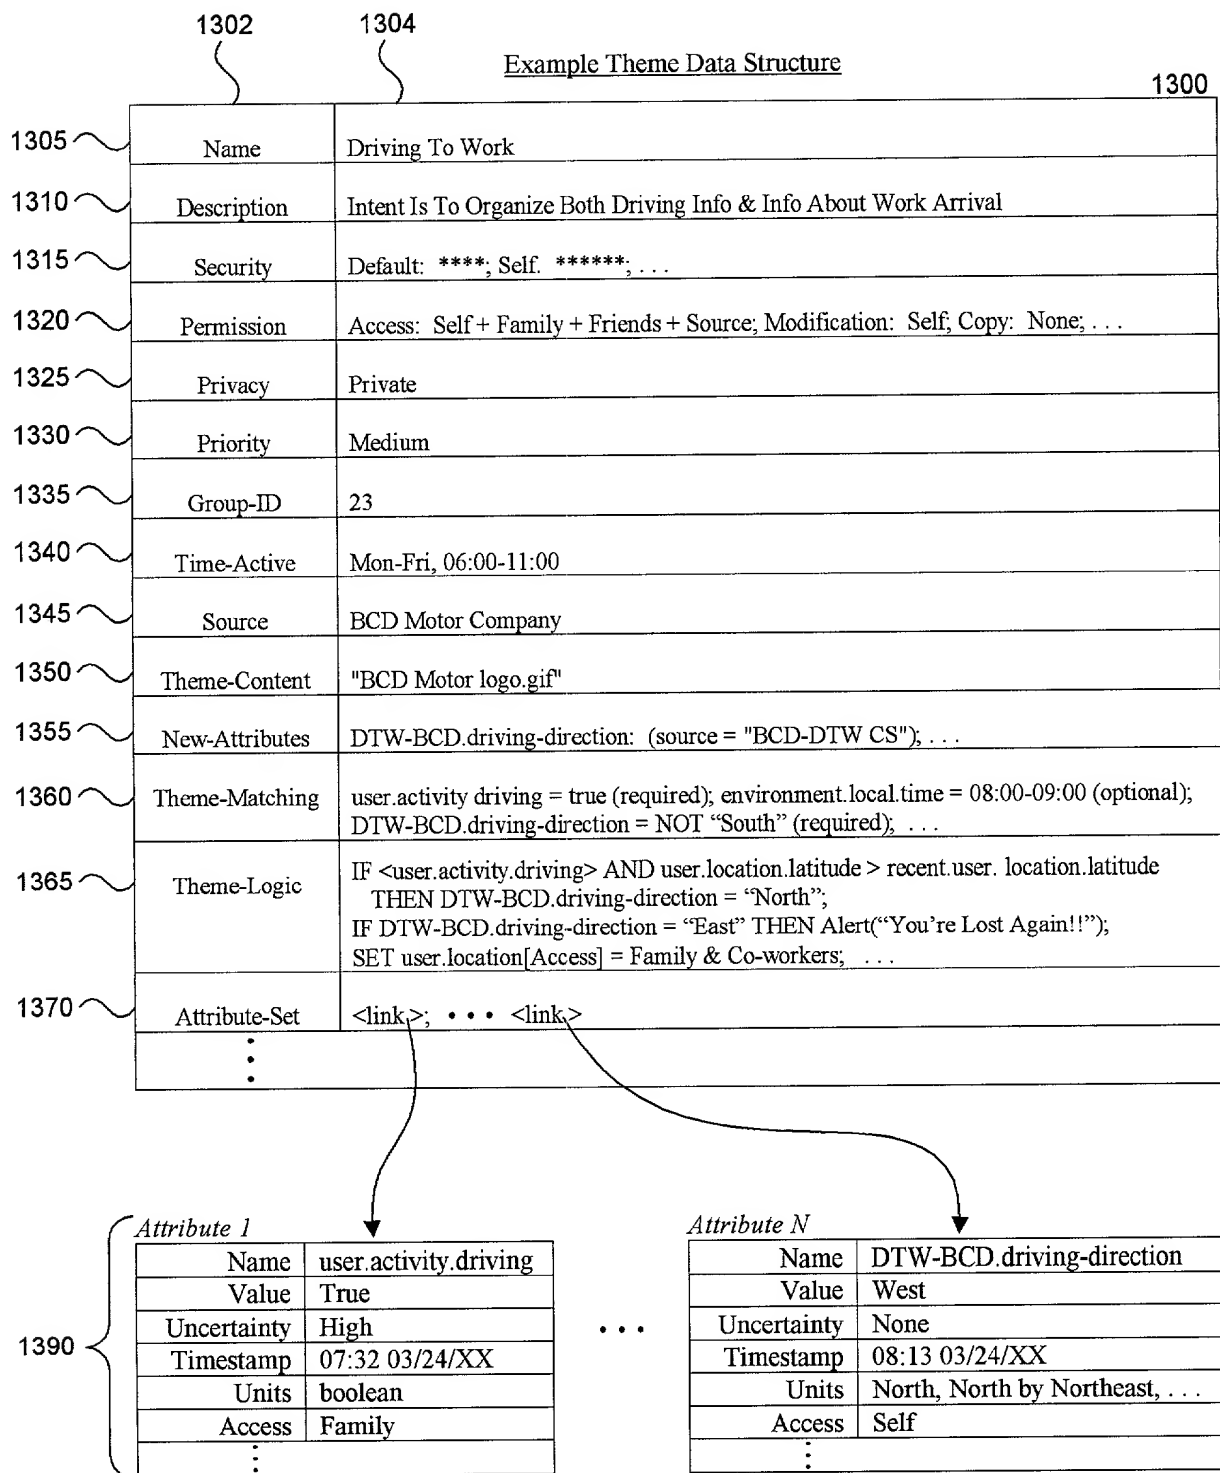 1302 1304
Example Theme Data Structure
1300
1305 Name Driving To Work
1310 Description Intent Is To Organize Both Driving Info & Info About Work Arrival
1315 Security Default: ****; Self. ******; . . .
1320 Permission Access: Self + Family + Friends + Source; Modification: Self; Copy: None; . . .
1325 Privacy Private
1330 Priority Medium
1335 Group-ID 23
1340 Time-Active Mon-Fri, 06:00-11:00
1345 Source BCD Motor Company
1350 Theme-Content "BCD Motor logo.gif"
1355 New-Attributes DTW-BCD.driving-direction: (source = "BCD-DTW CS"); . . .
1360 Theme-Matching user.activity driving = true (required); environment.local.time = 08:00-09:00 (optional);
DTW-BCD.driving-direction = NOT “South” (required); . . .
1365 Theme-Logic IF <user.activity.driving> AND user.location.latitude > recent.user. location.latitude
THEN DTW-BCD.driving-direction = “North”;
IF DTW-BCD.driving-direction = “East” THEN Alert(“You’re Lost Again!!”);
SET user.location[Access] = Family & Co-workers; . . .
1370 Attribute-Set <link>; • • • <link>
Attribute 1
Name user.activity.driving
Value True
Uncertainty High
Timestamp 07:32 03/24/XX
Units boolean
Access Family
1390
• • •
Attribute N
Name DTW-BCD.driving-direction
Value West
Uncertainty None
Timestamp 08:13 03/24/XX
Units North, North by Northeast, . . .
Access Self